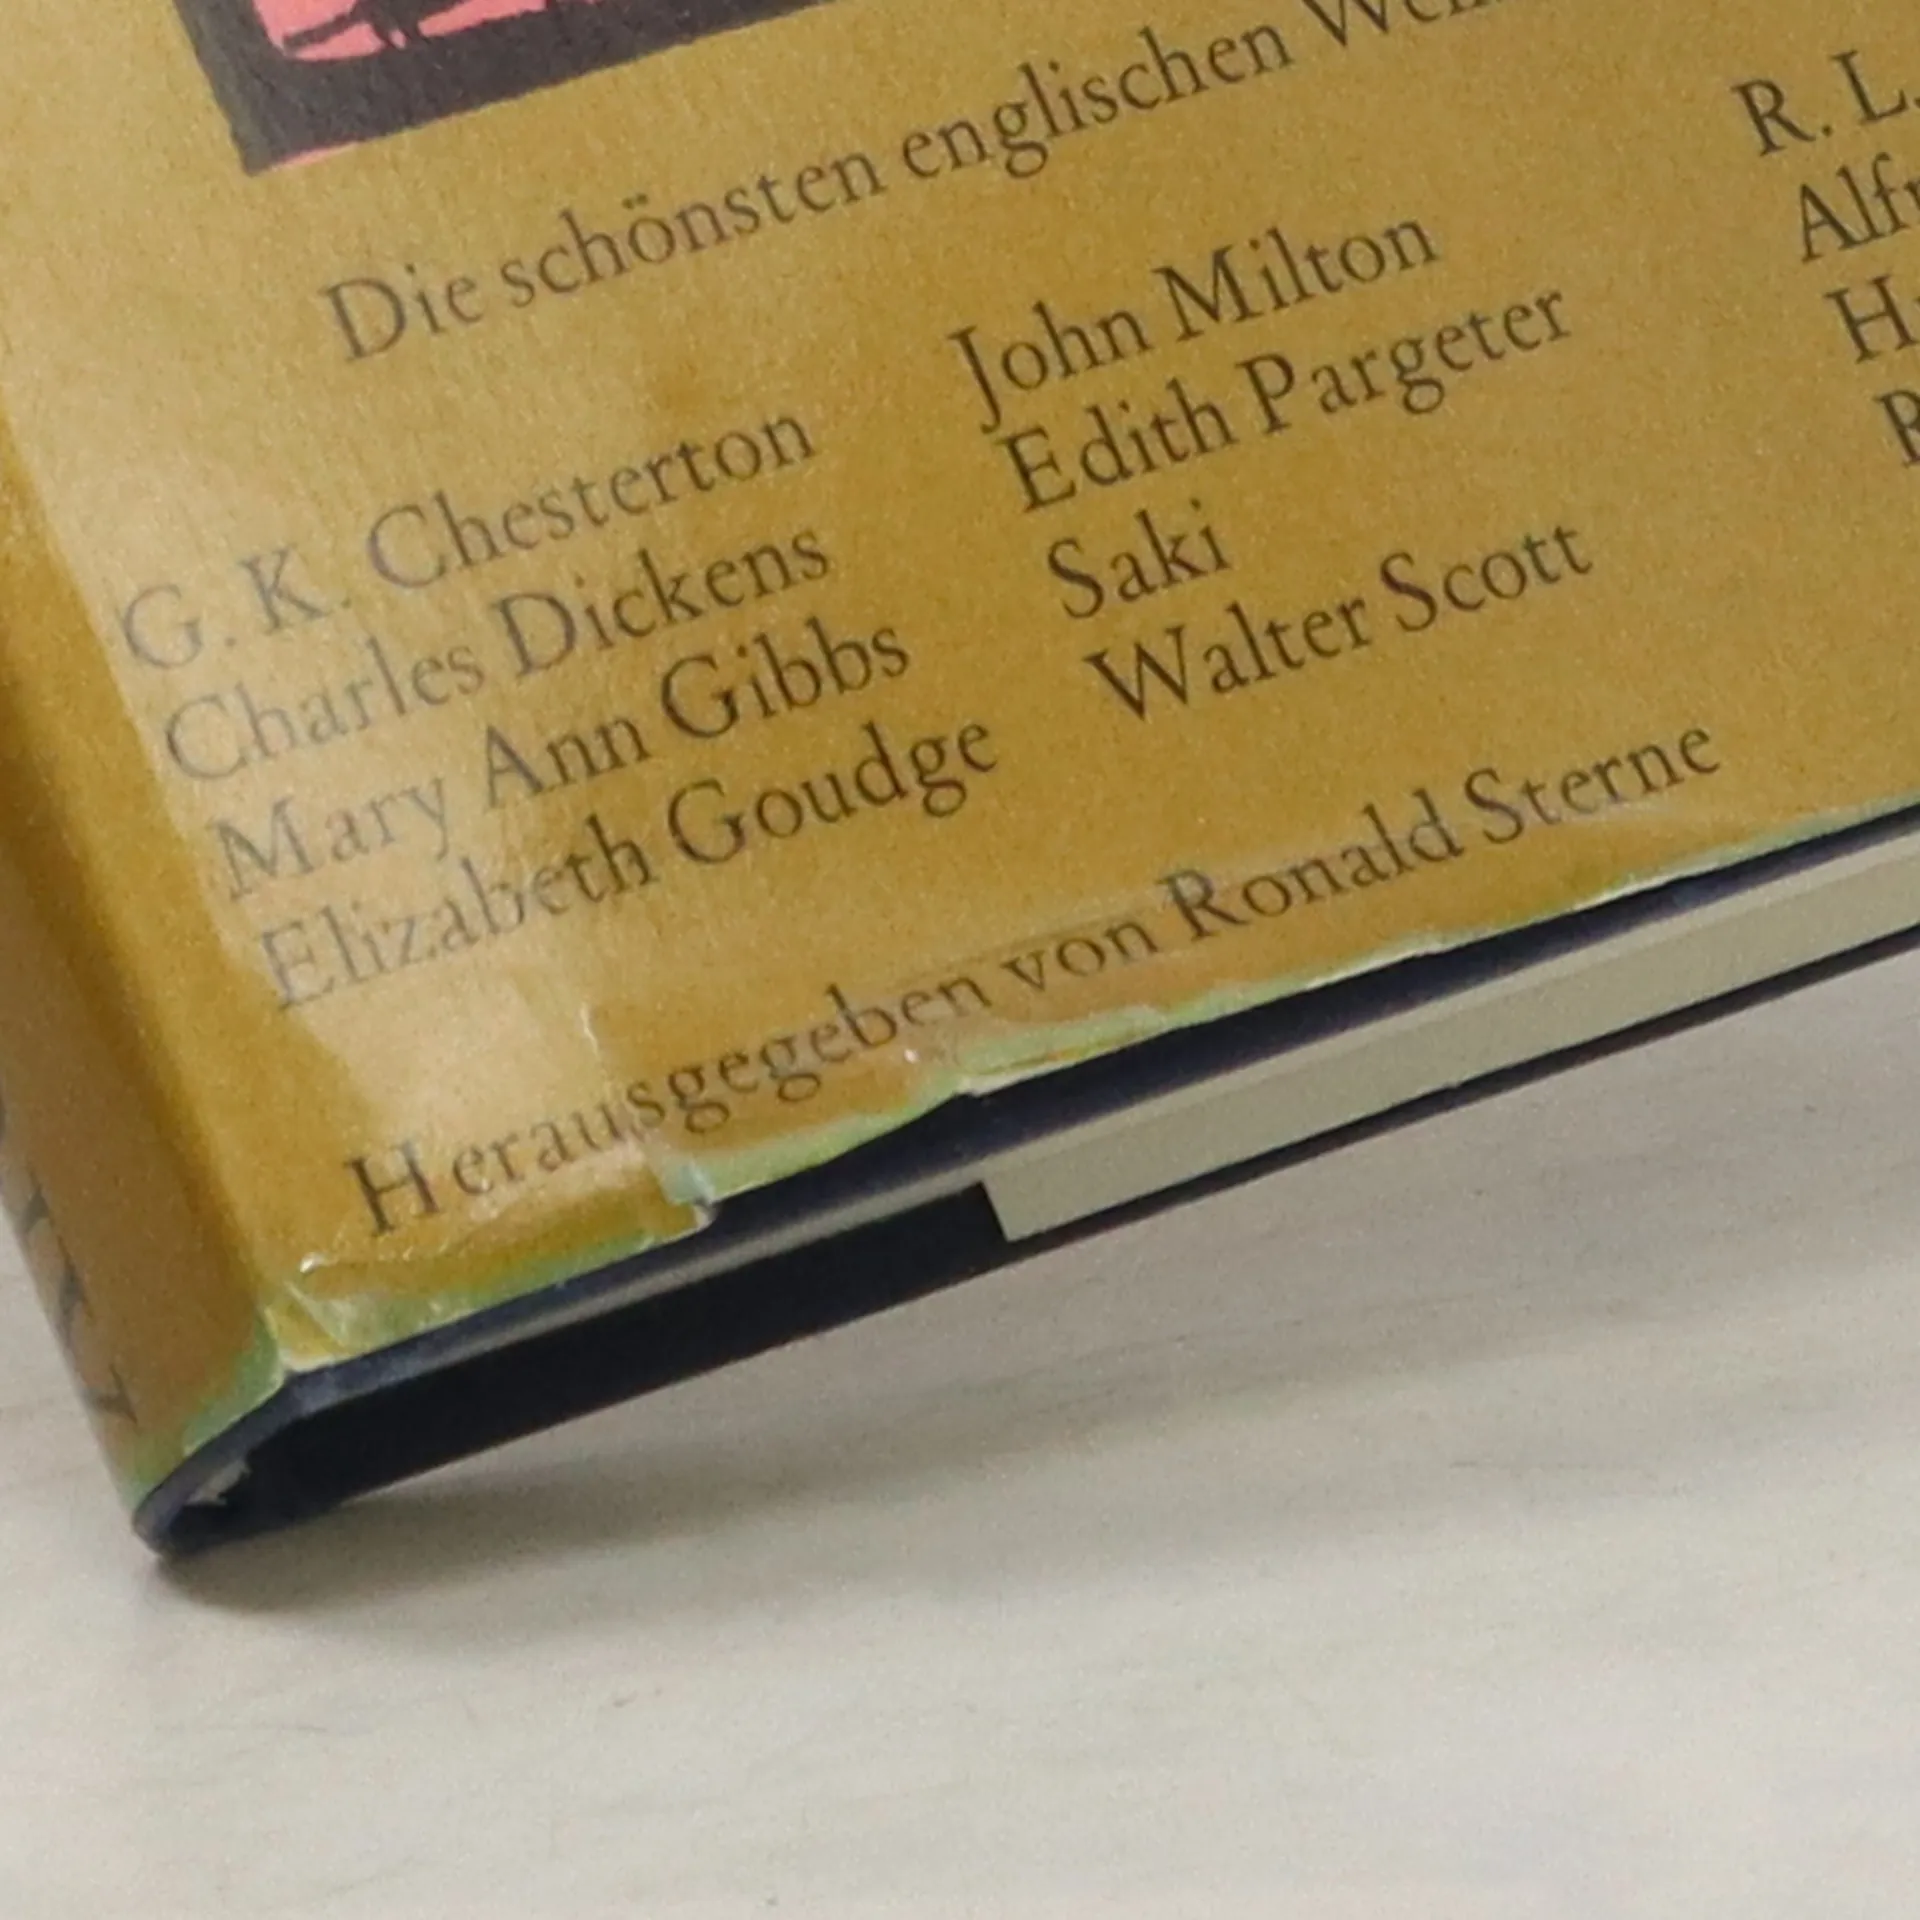 Die schönsten englischen
G. K. Chesterton
Charles Dickens
Mary Ann Gibbs
Elizabeth Goudge
John Milton
Edith Pargeter
Saki
Walter Scott
R. L.
Herausgegeben von Ronald Sterne